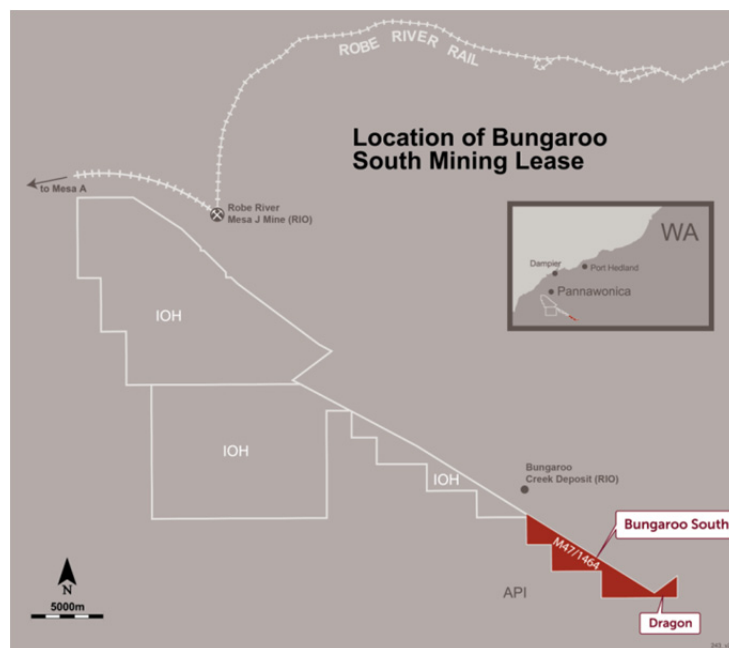 ROBE RIVER RAIL
Location of Bungaroo
South Mining Lease
to Mesa A
Robe River
Mesa J Mine (RIO)
WA
Dampier
Port Hedland
Pannawonica
IOH
IOH
IOH
Bungaroo
Creek Deposit (RIO)
Bungaroo South
M47/1464
API
Dragon
N
5000m